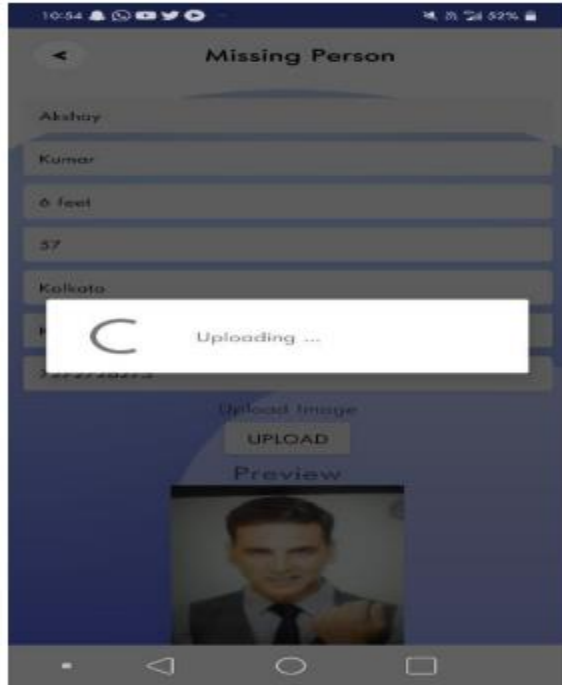 10:54 52%
Missing Person
Akshay
Kumar
6 feet
57
Kolkata
Uploading ...
Upload Image
UPLOAD
Preview